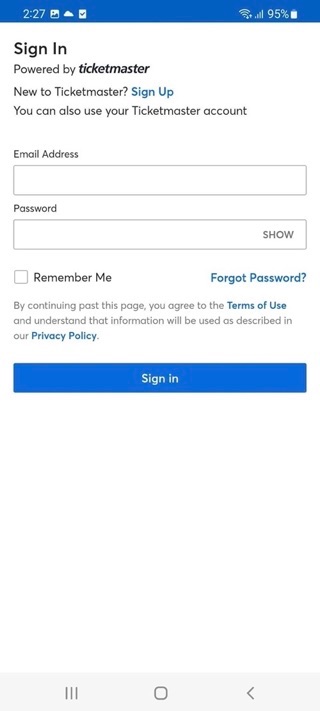 2:27 95%
Sign In
Powered by ticketmaster
New to Ticketmaster? Sign Up
You can also use your Ticketmaster account
Email Address
Password
SHOW
Remember Me Forgot Password?
By continuing past this page, you agree to the Terms of Use
and understand that information will be used as described in
our Privacy Policy.
Sign in